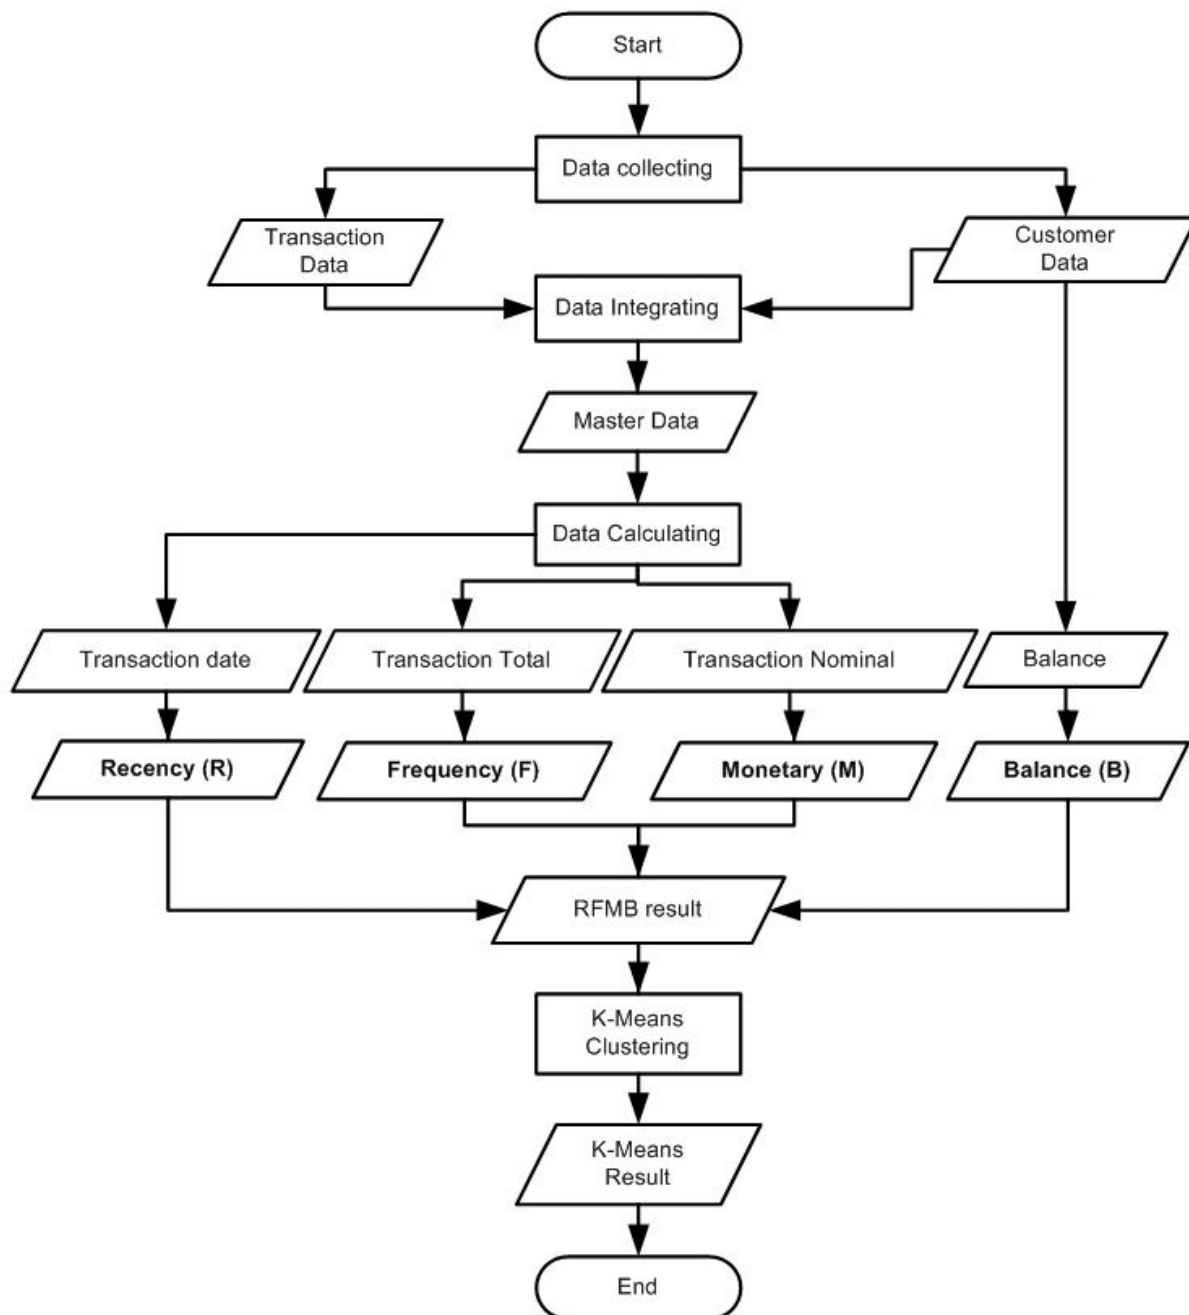 Start
Data collecting
Transaction
Data
Customer
Data
Data Integrating
Master Data
Data Calculating
Transaction date
Transaction Total
Transaction Nominal
Balance
Recency (R)
Frequency (F)
Monetary (M)
Balance (B)
RFMB result
K-Means
Clustering
K-Means
Result
End